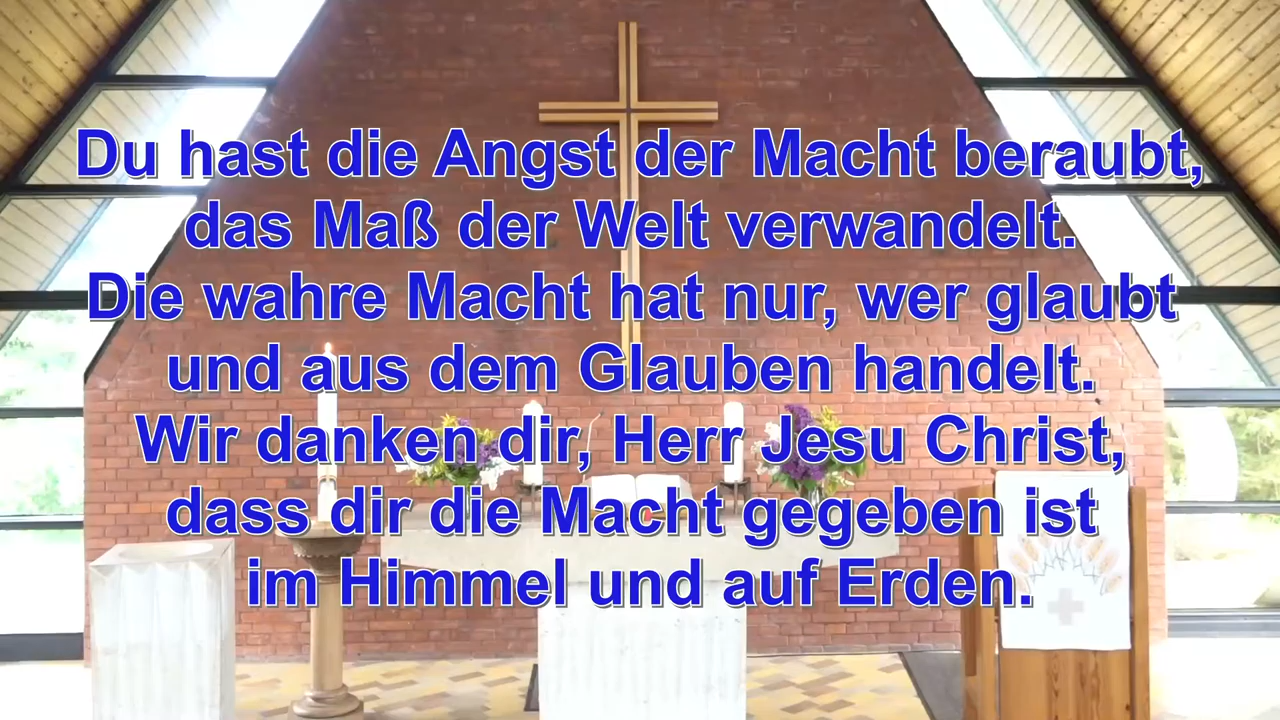 Du hast die Angst der Macht beraubt,
das Maß der Welt verwandelt.
Die wahre Macht hat nur, wer glaubt
und aus dem Glauben handelt.
Wir danken dir, Herr Jesu Christ,
dass dir die Macht gegeben ist
im Himmel und auf Erden.